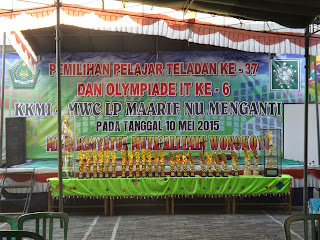 PEMILIHAN PELAJAR TELADAN KE - 37
DAN OLYMPIADE IT KE - 6
KKMI - MWC LP MAARIF NU MENGANTI
PADA TANGGAL 10 MEI 2015